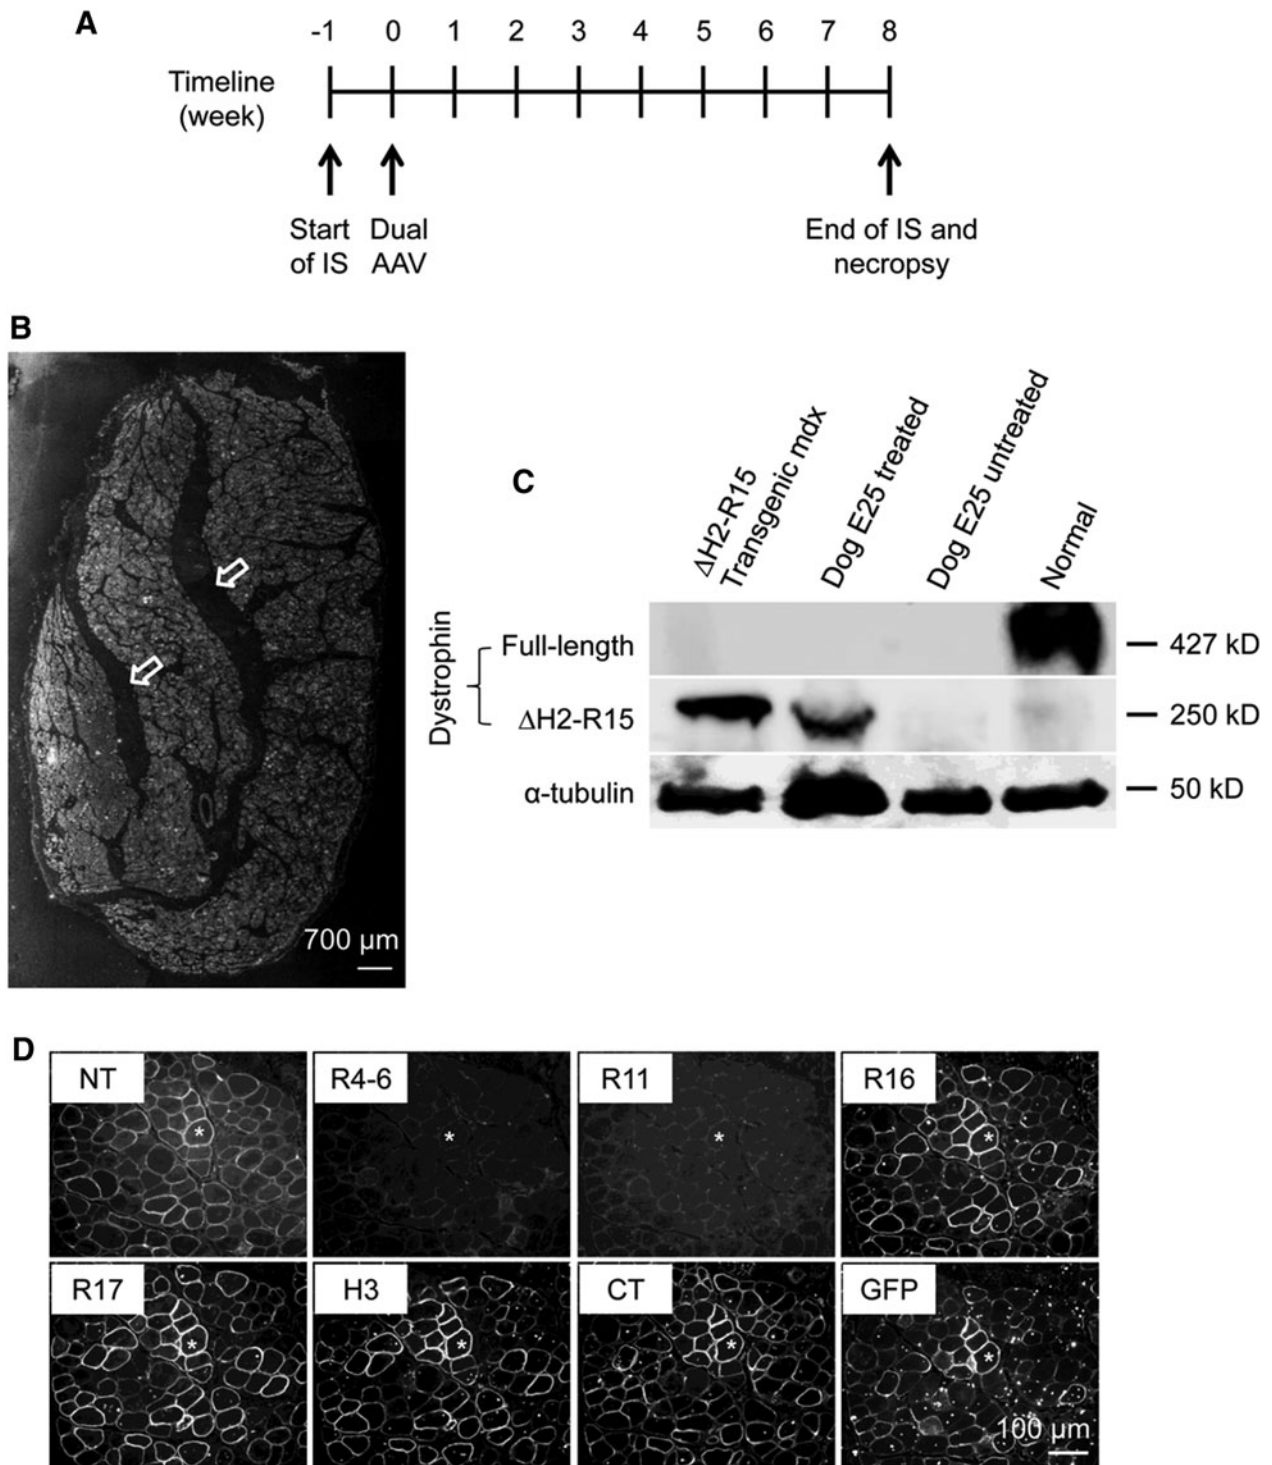 A
-1 0 1 2 3 4 5 6 7 8
Timeline
(week)
Start
of IS
Dual
AAV
End of IS and
necropsy
B
700 µm
C
ΔH2-R15
Transgenic mdx
Dog E25 treated
Dog E25 untreated
Normal
Dystrophin
Full-length
427 kD
ΔH2-R15
250 kD
α-tubulin
50 kD
D
NT
R4-6
R11
R16
*
*
*
*
R17
H3
CT
GFP
*
*
*
*
100 µm